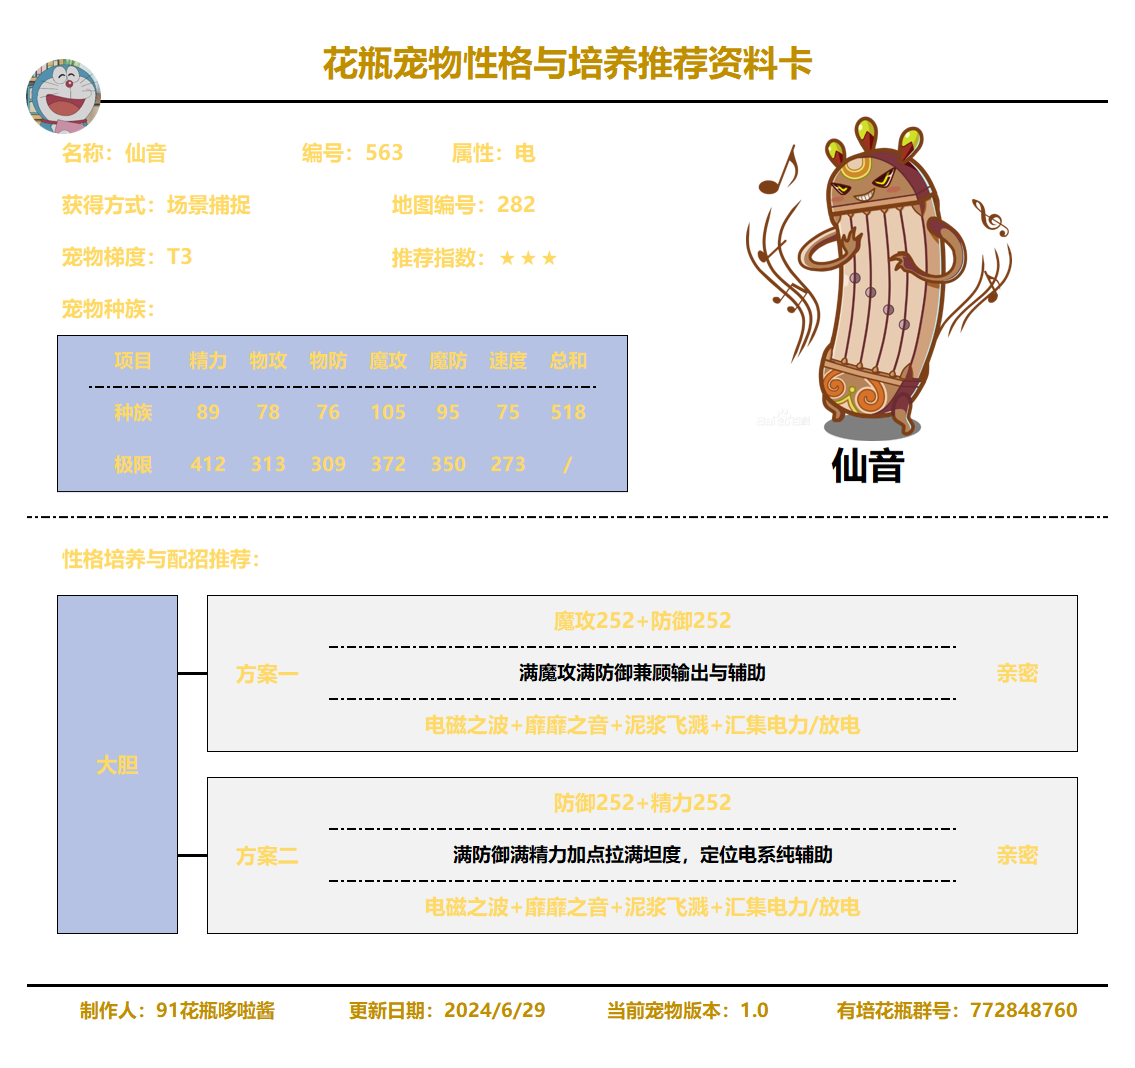 花瓶宠物性格与培养推荐资料卡
名称：仙音 编号：563 属性：电
获得方式：场景捕捉 地图编号：282
宠物梯度：T3 推荐指数：★★★
宠物种族：
项目 精力 物攻 物防 魔攻 魔防 速度 总和
种族 89 78 76 105 95 75 518
极限 412 313 309 372 350 273 /
仙音
性格培养与配招推荐：
大胆
方案一
魔攻252+防御252
满魔攻满防御兼顾输出与辅助
电磁之波+靡靡之音+泥浆飞溅+汇集电力/放电
亲密
方案二
防御252+精力252
满防御满精力加点拉满坦度，定位电系纯辅助
电磁之波+靡靡之音+泥浆飞溅+汇集电力/放电
亲密
制作人：91花瓶哆啦酱 更新日期：2024/6/29 当前宠物版本：1.0 有培花瓶群号：772848760